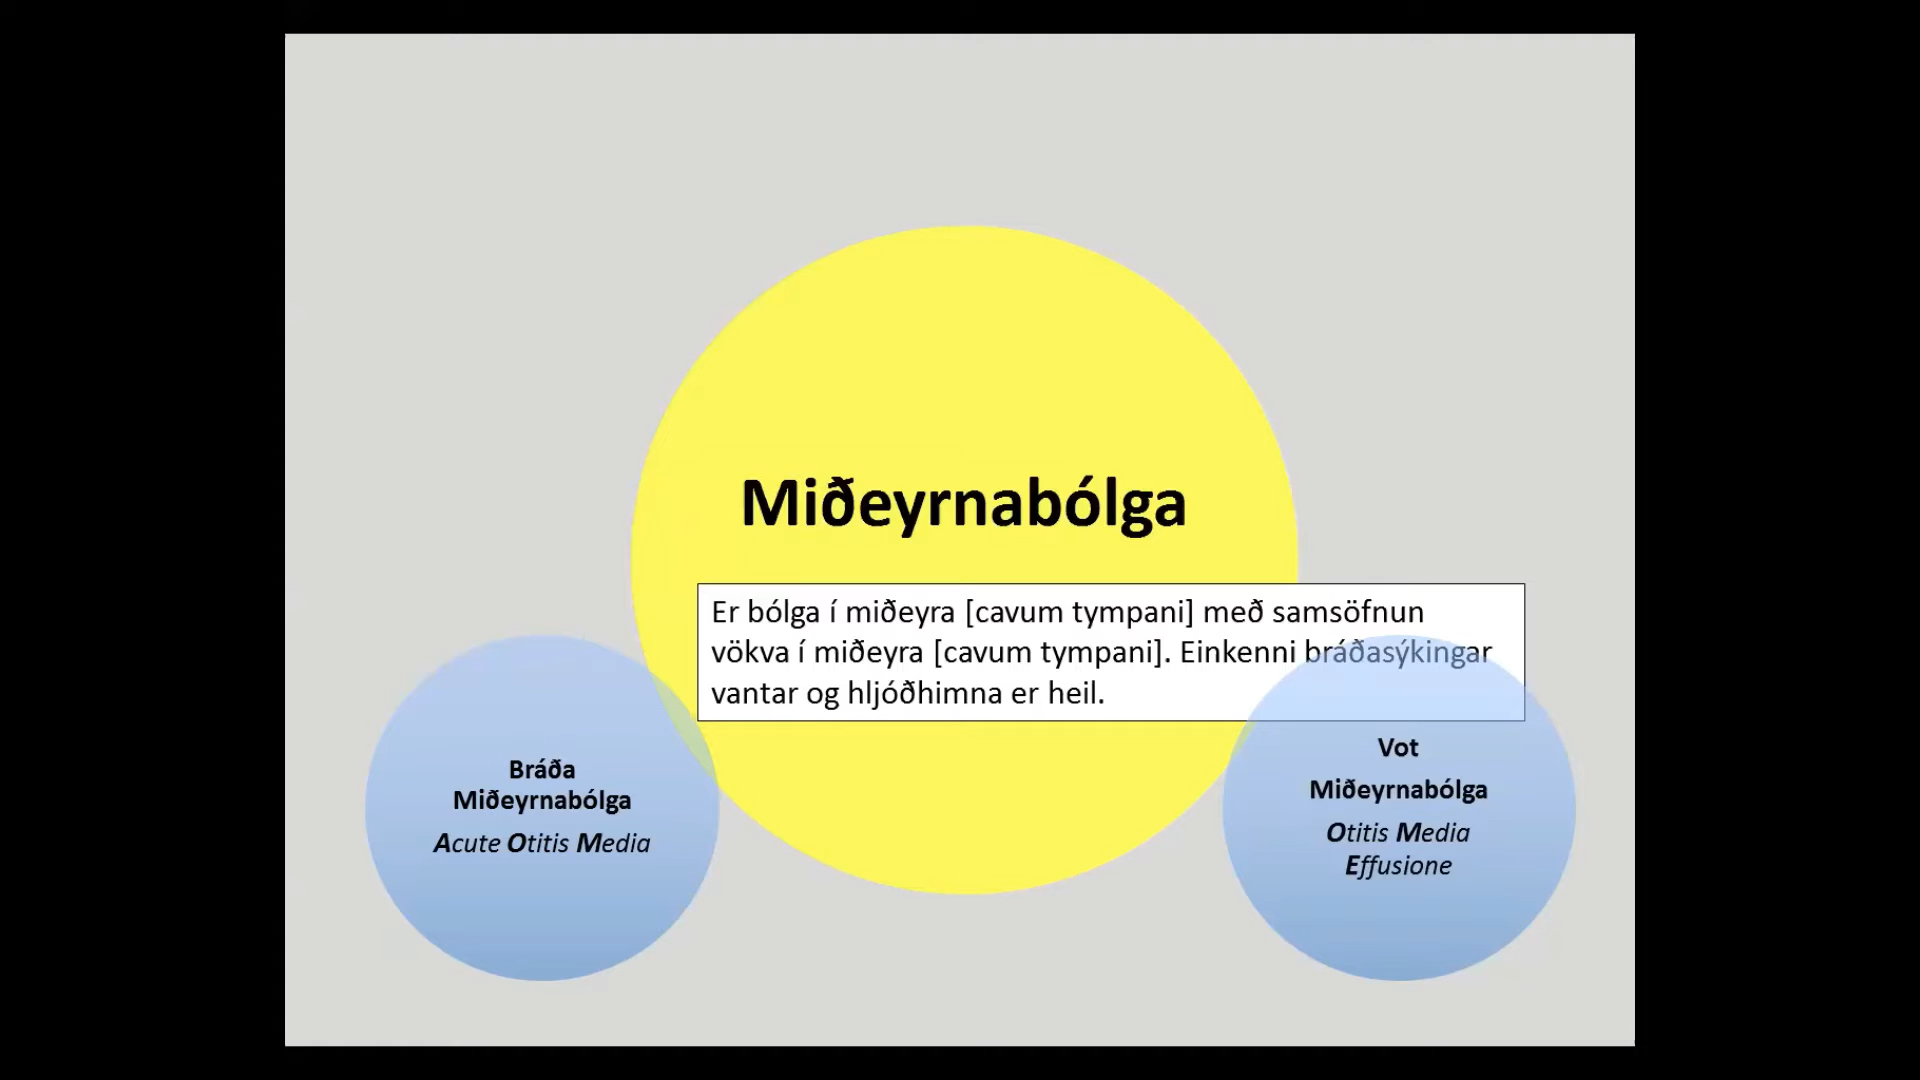 Miðeyrnabólga
Er bólga í miðeyra [cavum tympani] með samsöfnun
vökva í miðeyra [cavum tympani]. Einkenni bráðasýkingar
vantar og hljóðhimna er heil.
Bráða
Miðeyrnabólga
Acute Otitis Media
Vot
Miðeyrnabólga
Otitis Media
Effusione